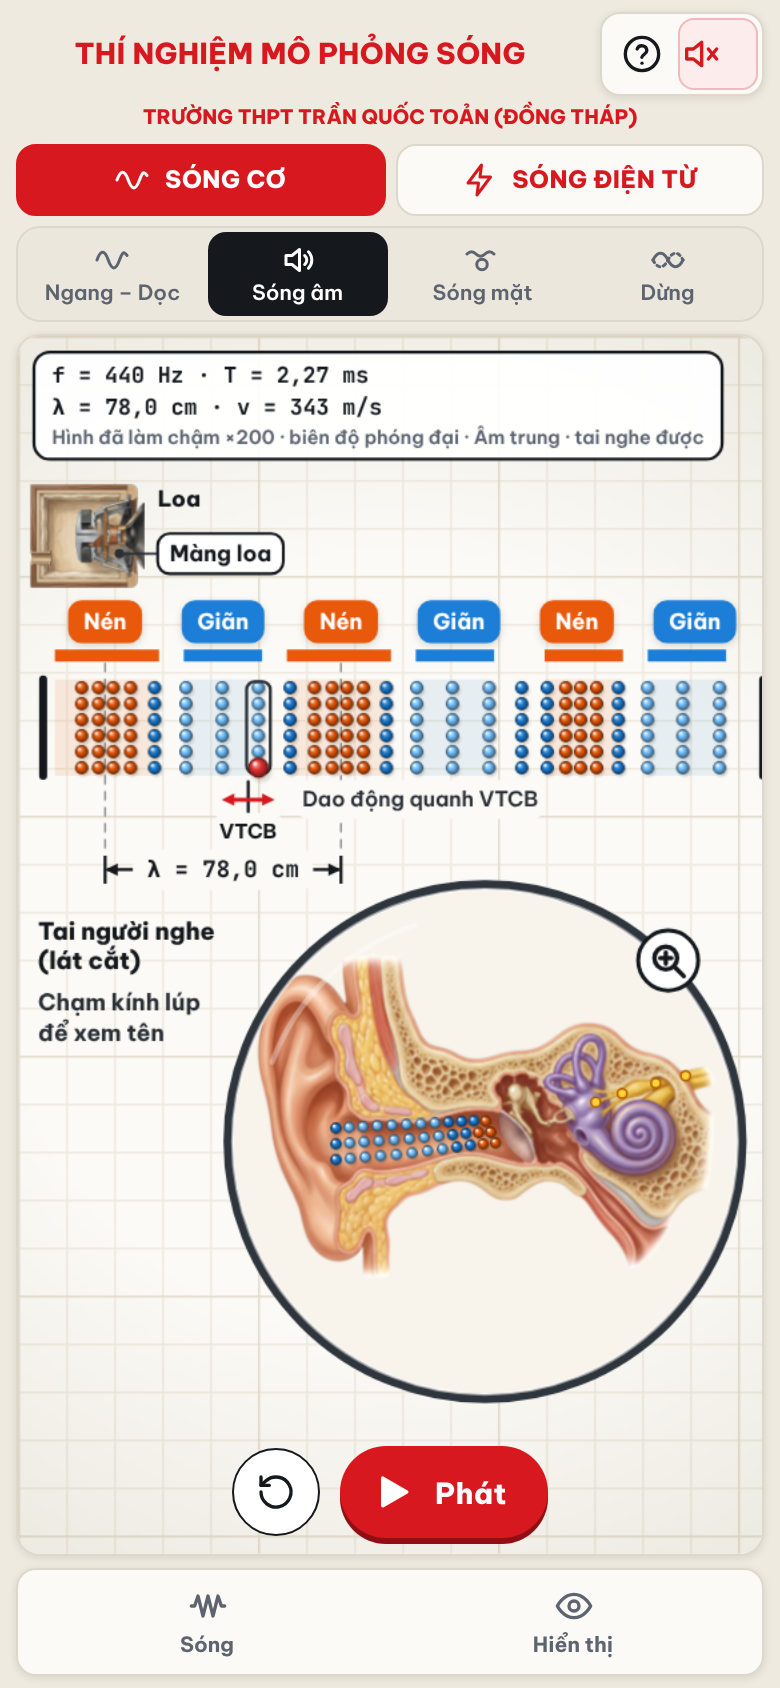 THÍ NGHIỆM MÔ PHỎNG SÓNG
TRƯỜNG THPT TRẦN QUỐC TOẢN (ĐỒNG THÁP)
SÓNG CƠ
SÓNG ĐIỆN TỪ
Ngang – Dọc
Sóng âm
Sóng mặt
Dừng
f = 440 Hz · T = 2,27 ms
λ = 78,0 cm · v = 343 m/s
Hình đã làm chậm ×200 · biên độ phóng đại · Âm trung · tai nghe được
Loa
Màng loa
Nén
Giãn
Nén
Giãn
Nén
Giãn
Dao động quanh VTCB
VTCB
λ = 78,0 cm
Tai người nghe
(lát cắt)
Chạm kính lúp
để xem tên
Phát
Sóng
Hiển thị